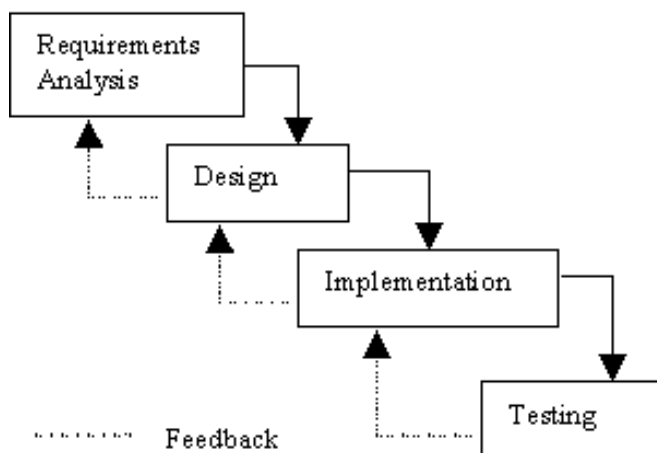 Requirements
Analysis
Design
Implementation
Testing
Feedback